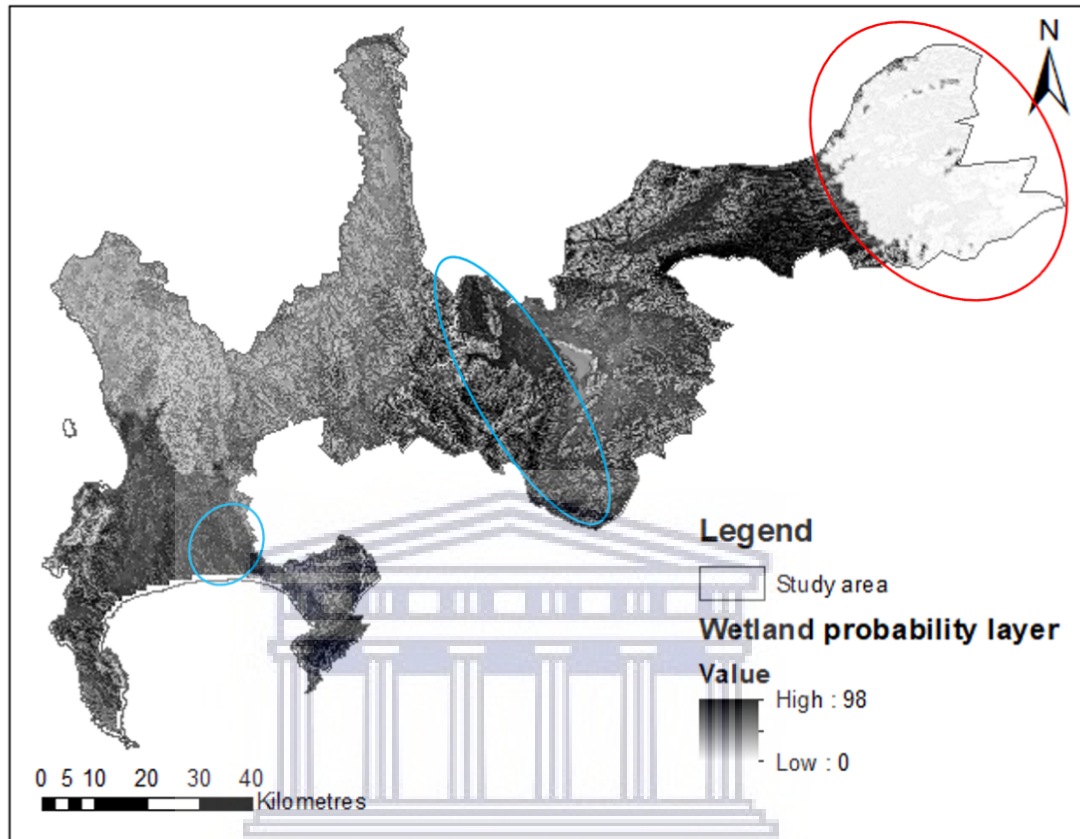 N
Legend
Study area
Wetland probability layer
Value
High : 98
Low : 0
0 5 10 20 30 40
Kilometres